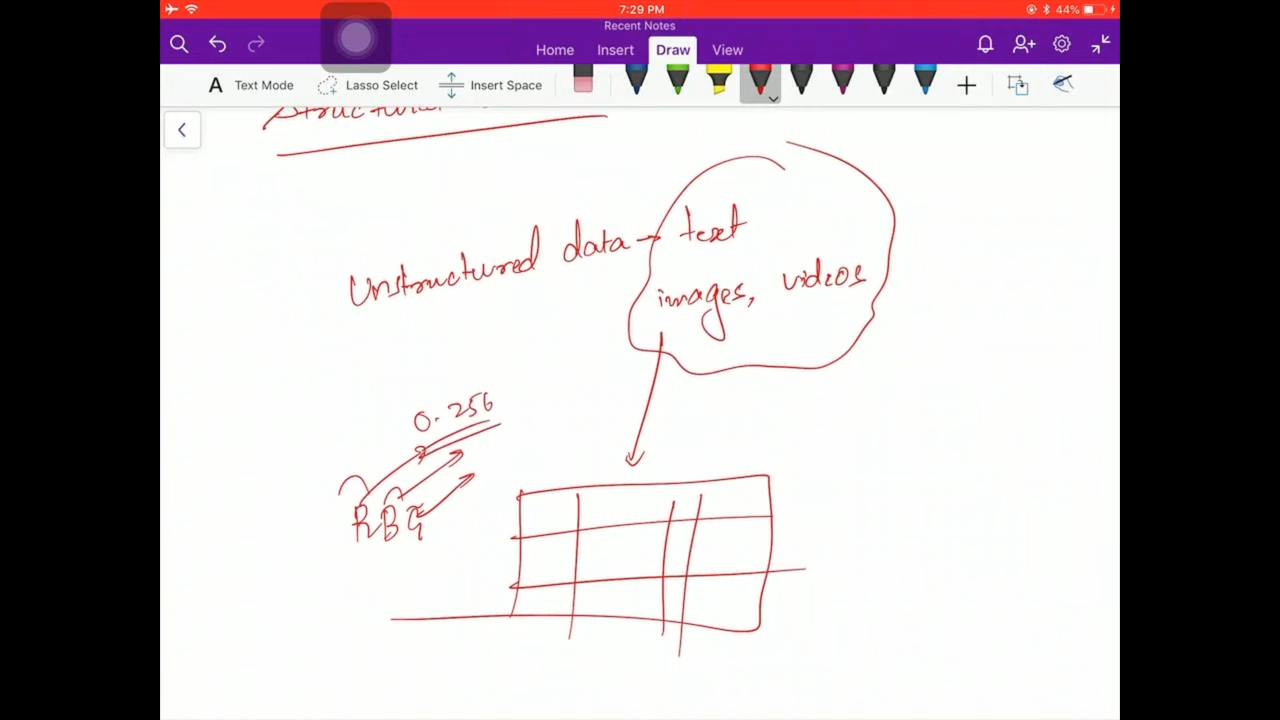 7:29 PM
44%
Recent Notes
Home Insert Draw View
A Text Mode Lasso Select Insert Space
Unstructured data → text
images, videos
0. 256
RBG